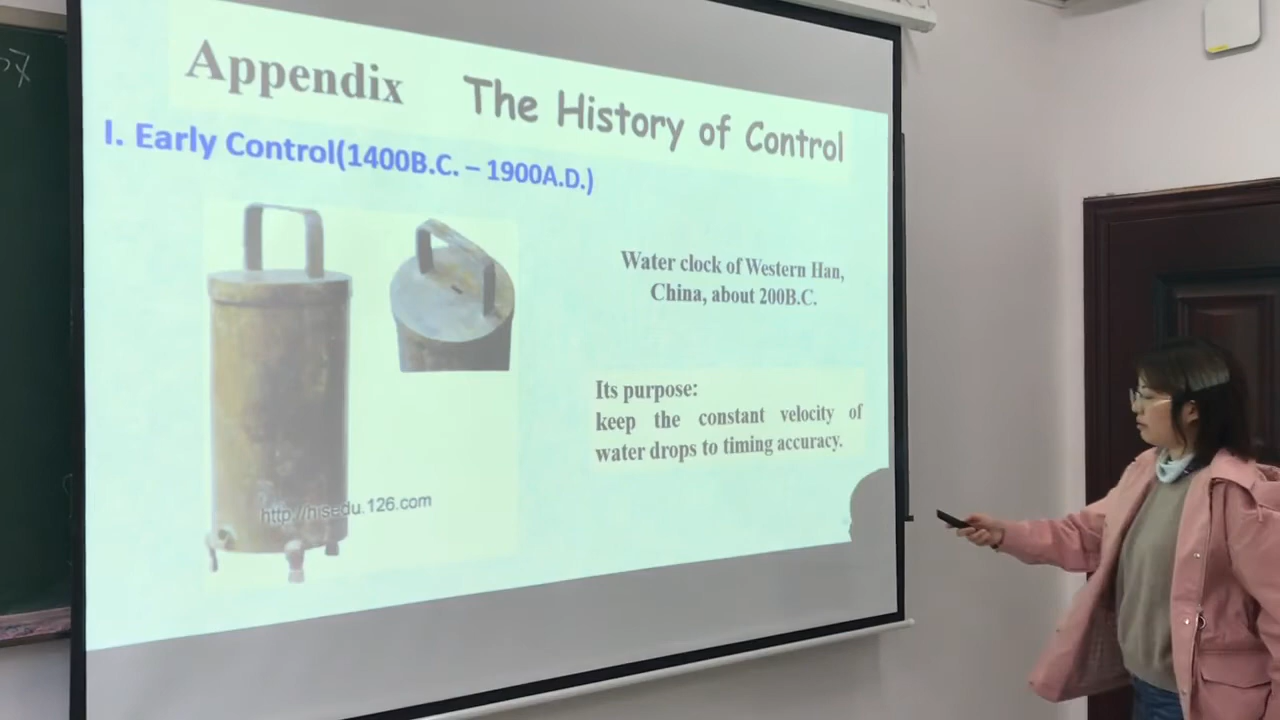 Appendix The History of Control
I. Early Control(1400B.C. – 1900A.D.)
Water clock of Western Han,
China, about 200B.C.
Its purpose:
keep the constant velocity of
water drops to timing accuracy.
http://hisedu.126.com